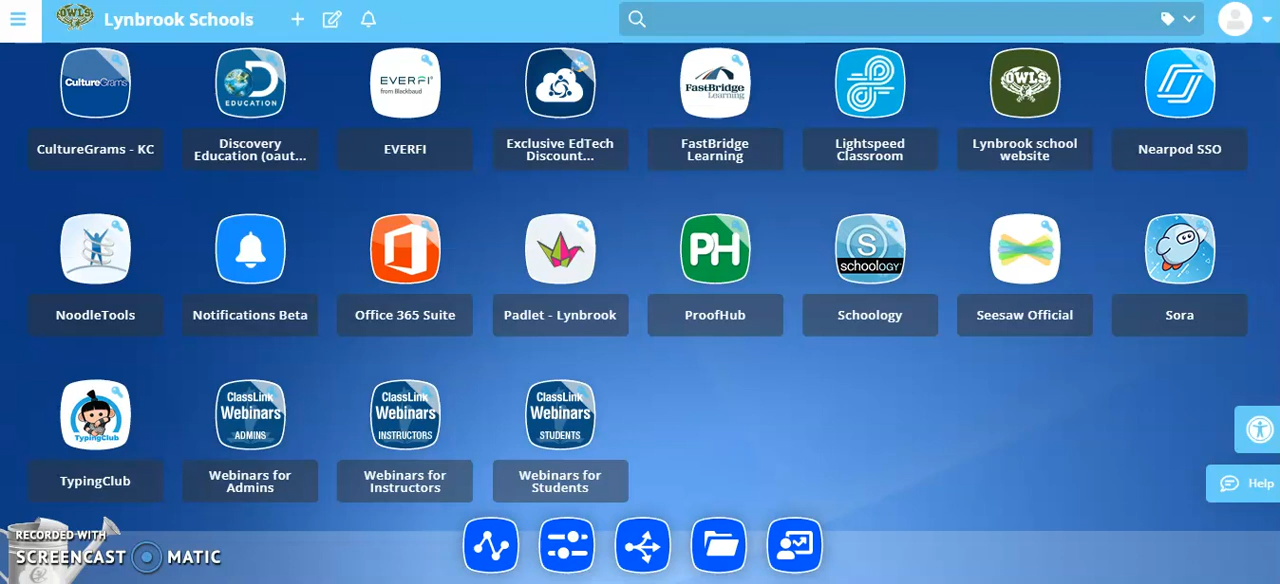 OWLS
Lynbrook Schools
CultureGrams
EDUCATION
EVERFI
from Blackbaud
FastBridge
Learning
OWLS
CultureGrams - KC
Discovery
Education (oaut...
EVERFI
Exclusive EdTech
Discount...
FastBridge
Learning
Lightspeed
Classroom
Lynbrook school
website
Nearpod SSO
PH
S
schoology
NoodleTools
Notifications Beta
Office 365 Suite
Padlet - Lynbrook
ProofHub
Schoology
Seesaw Official
Sora
TypingClub
ClassLink
Webinars
ADMINS
ClassLink
Webinars
INSTRUCTORS
ClassLink
Webinars
STUDENTS
TypingClub
Webinars for
Admins
Webinars for
Instructors
Webinars for
Students
Help
RECORDED WITH
SCREENCAST MATIC